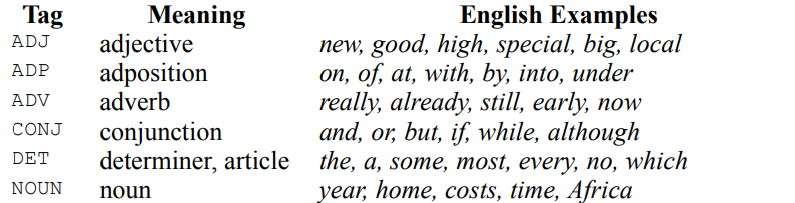 Tag Meaning English Examples
ADJ adjective new, good, high, special, big, local
ADP adposition on, of, at, with, by, into, under
ADV adverb really, already, still, early, now
CONJ conjunction and, or, but, if, while, although
DET determiner, article the, a, some, most, every, no, which
NOUN noun year, home, costs, time, Africa